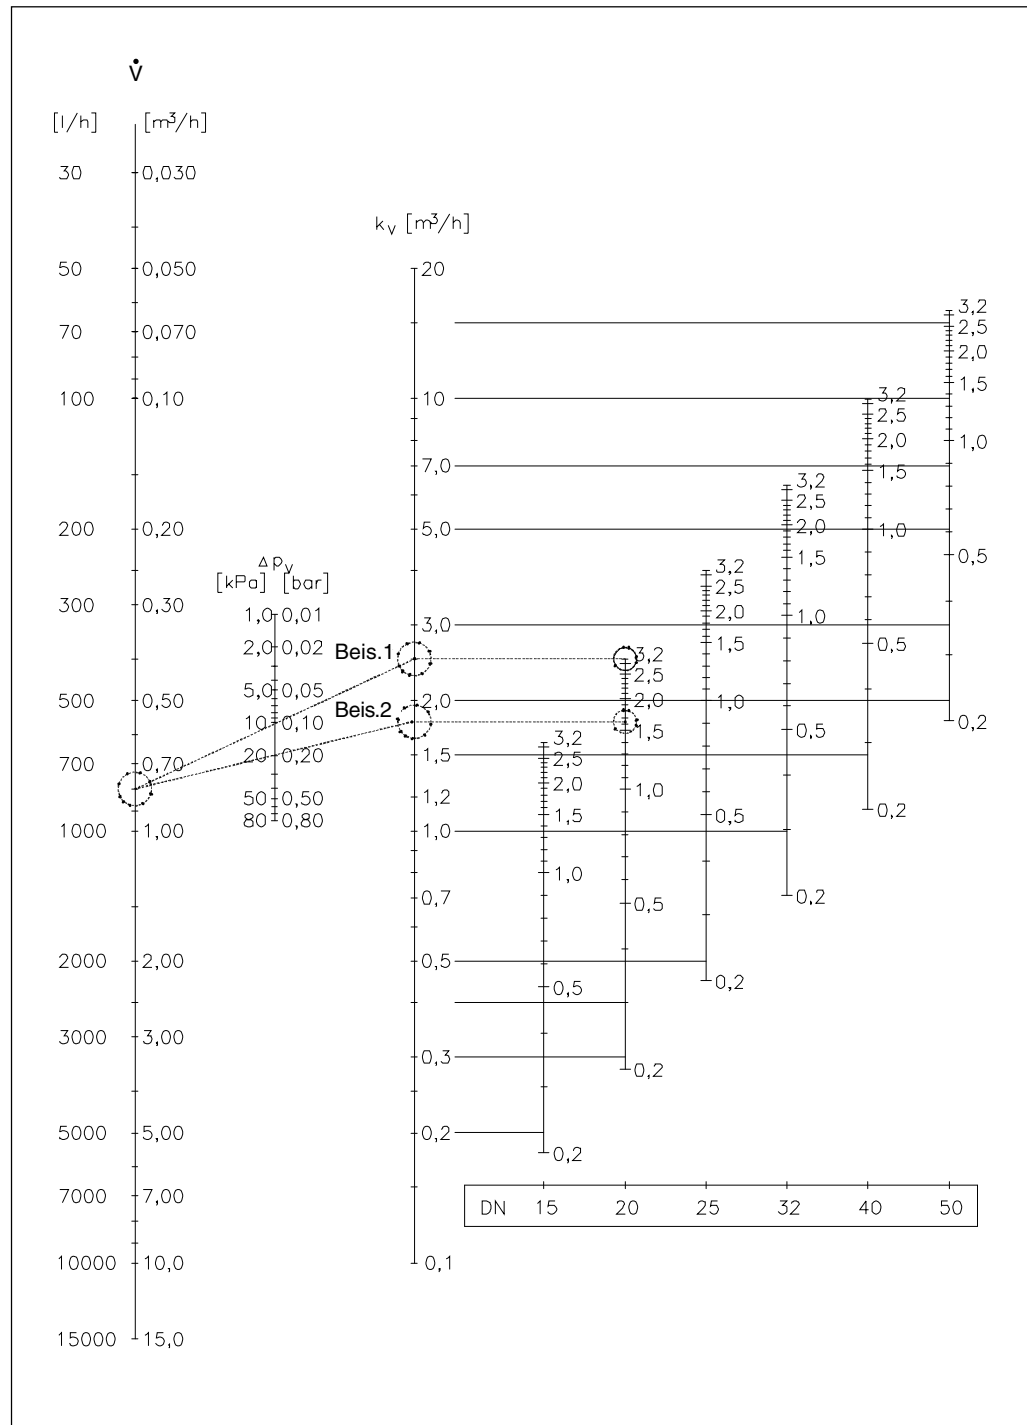 V̇
[l/h] [m³/h]
30 0,030
kᵥ [m³/h]
50 0,050 20
3,2
70 0,070 2,5
2,0
1,5
100 0,10 10 3,2
2,5
2,0 1,0
7,0 1,5
3,2
2,5
200 0,20 5,0 2,0 1,0
1,5 0,5
Δpᵥ
[kPa] [bar] 3,2
2,5
300 0,30 1,0 0,01 2,0 1,0
3,0
2,0 0,02 Beis.1 3,2 1,5 0,5
2,5
5,0 0,05
500 0,50 2,0 2,0 1,0
10 0,10 Beis.2 1,5 0,5 0,2
3,2
20 0,20 1,5 2,5
700 0,70
2,0
50 0,50 1,2 1,0
80 0,80 1,5 0,5 0,2
1000 1,00 1,0
1,0
0,7 0,5 0,2
2000 2,00 0,5
0,5 0,2
3000 3,00 0,3
0,2
5000 5,00 0,2
0,2
7000 7,00
DN 15 20 25 32 40 50
10000 10,0 0,1
15000 15,0